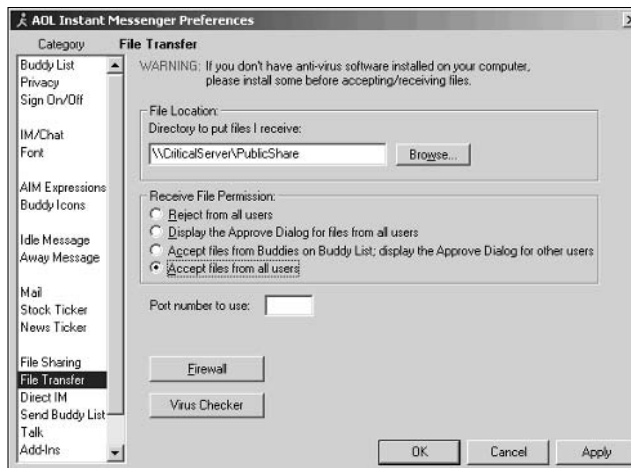 AOL Instant Messenger Preferences
Category
File Transfer
Buddy List
Privacy
Sign On/Off
IM/Chat
Font
AIM Expressions
Buddy Icons
Idle Message
Away Message
Mail
Stock Ticker
News Ticker
File Sharing
File Transfer
Direct IM
Send Buddy List
Talk
Add-Ins
WARNING: If you don't have anti-virus software installed on your computer,
please install some before accepting/receiving files.
File Location:
Directory to put files I receive:
\\CriticalServer\PublicShare
Browse...
Receive File Permission:
Reject from all users
Display the Approve Dialog for files from all users
Accept files from Buddies on Buddy List; display the Approve Dialog for other users
Accept files from all users
Port number to use:
Firewall
Virus Checker
OK
Cancel
Apply